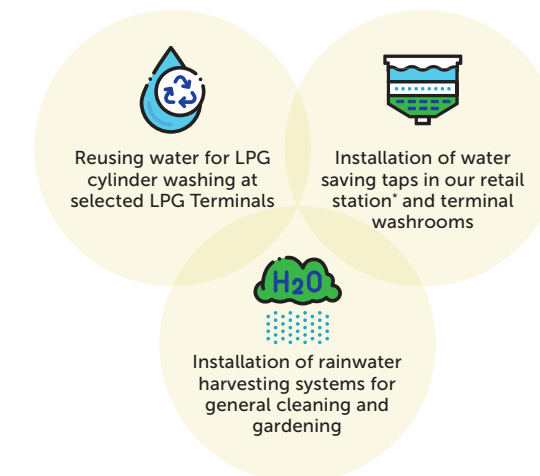 Reusing water for LPG
cylinder washing at
selected LPG Terminals
Installation of water
saving taps in our retail
station* and terminal
washrooms
H2O
Installation of rainwater
harvesting systems for
general cleaning and
gardening